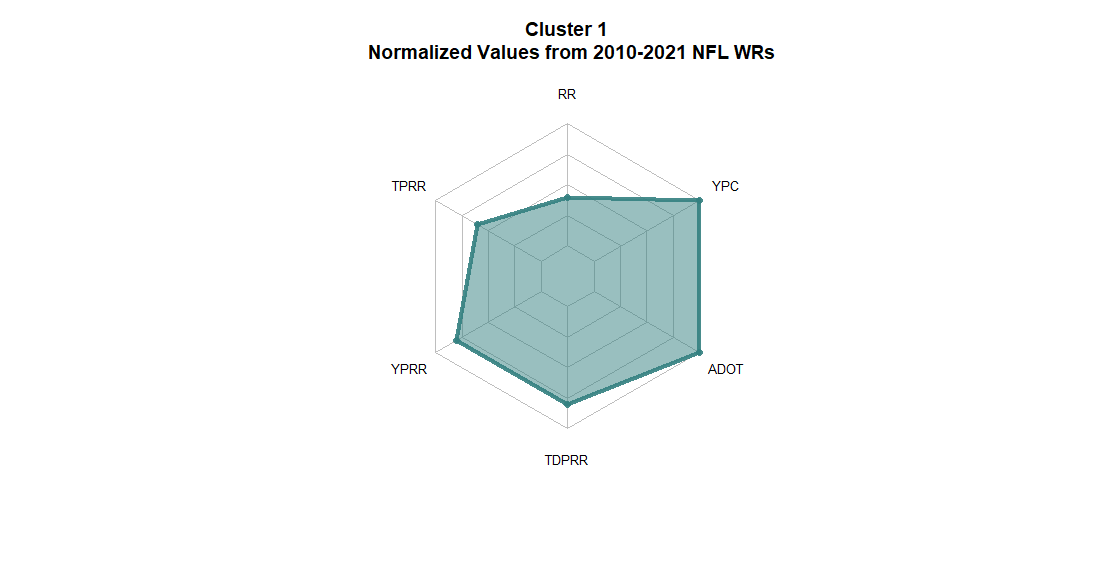 Cluster 1
Normalized Values from 2010-2021 NFL WRs
RR
TPRR
YPC
YPRR
ADOT
TDPRR